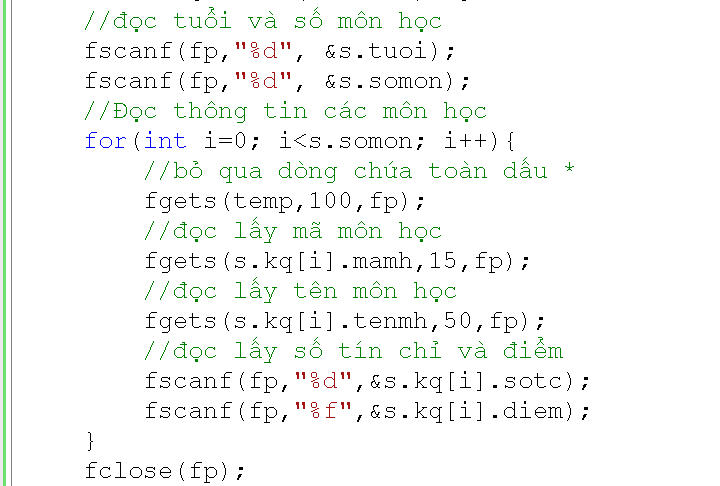 //đọc tuổi và số môn học
fscanf(fp,"%d", &s.tuoi);
fscanf(fp,"%d", &s.somon);
//Đọc thông tin các môn học
for(int i=0; i<s.somon; i++){
//bỏ qua dòng chứa toàn dấu *
fgets(temp,100,fp);
//đọc lấy mã môn học
fgets(s.kq[i].mamh,15,fp);
//đọc lấy tên môn học
fgets(s.kq[i].tenmh,50,fp);
//đọc lấy số tín chỉ và điểm
fscanf(fp,"%d",&s.kq[i].sotc);
fscanf(fp,"%f",&s.kq[i].diem);
}
fclose(fp);